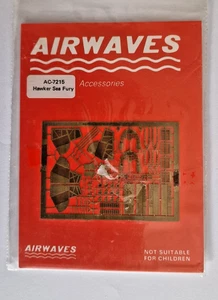 AIRWAVES
AC-7215
Hawker Sea Fury
Accessories
AIRWAVES
NOT SUITABLE
FOR CHILDREN